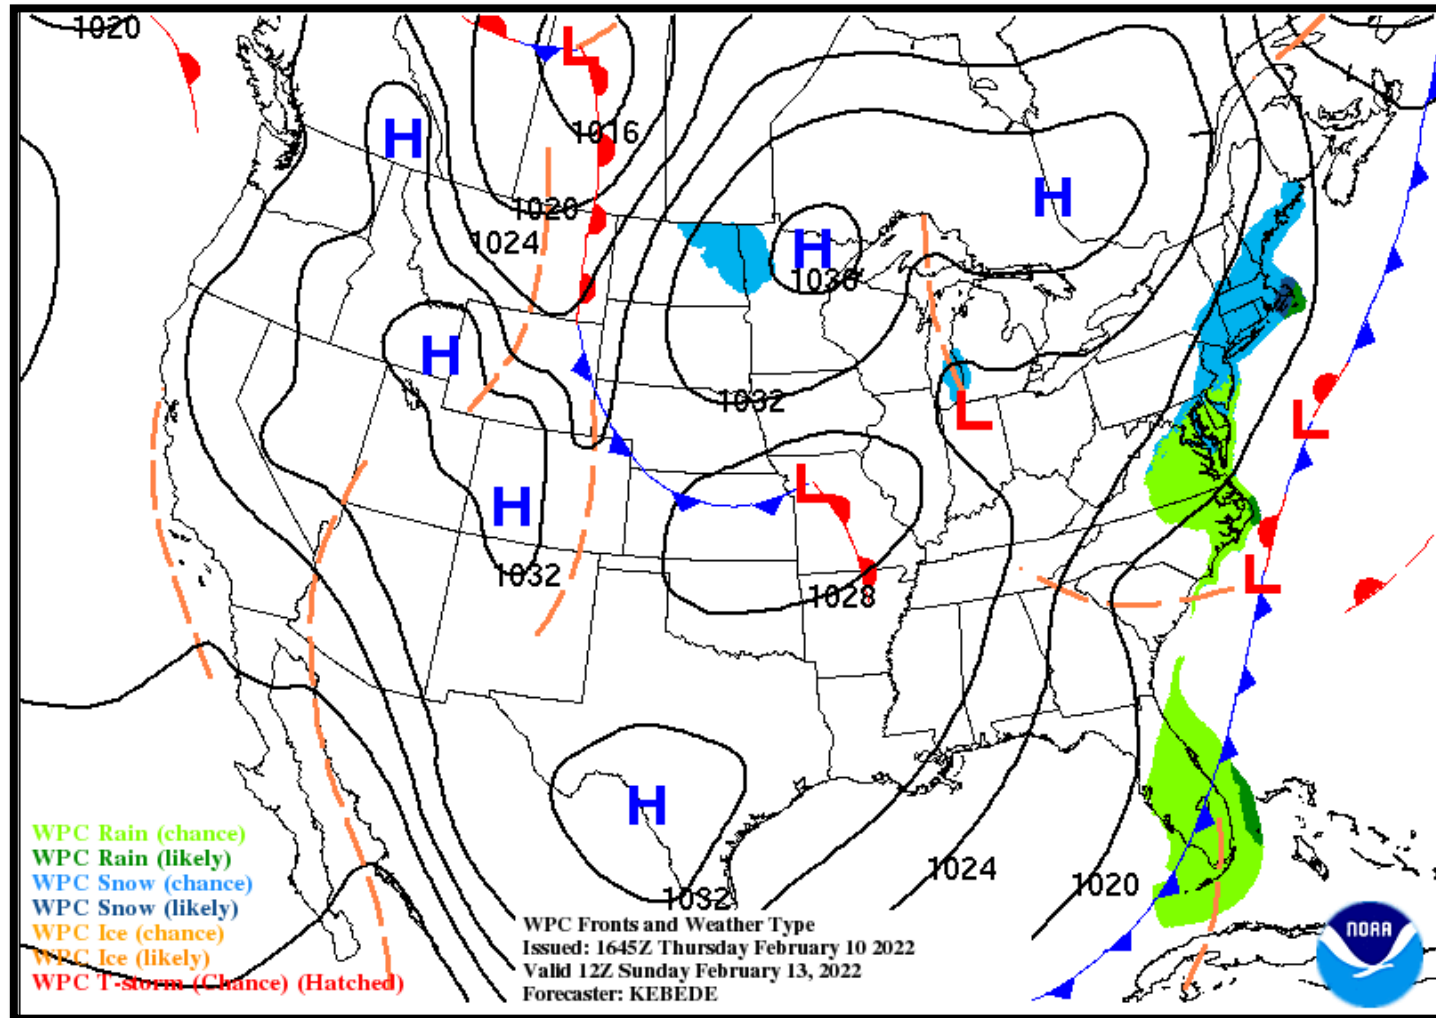 1020
L
1016
H
H
1020
1024
H
1036
H
1032
L
L
L
H
1032
1028
L
H
1032
1024
1020
WPC Rain (chance)
WPC Rain (likely)
WPC Snow (chance)
WPC Snow (likely)
WPC Ice (chance)
WPC Ice (likely)
WPC T-storm (Chance) (Hatched)
WPC Fronts and Weather Type
Issued: 1645Z Thursday February 10 2022
Valid 12Z Sunday February 13, 2022
Forecaster: KEBEDE
NOAA